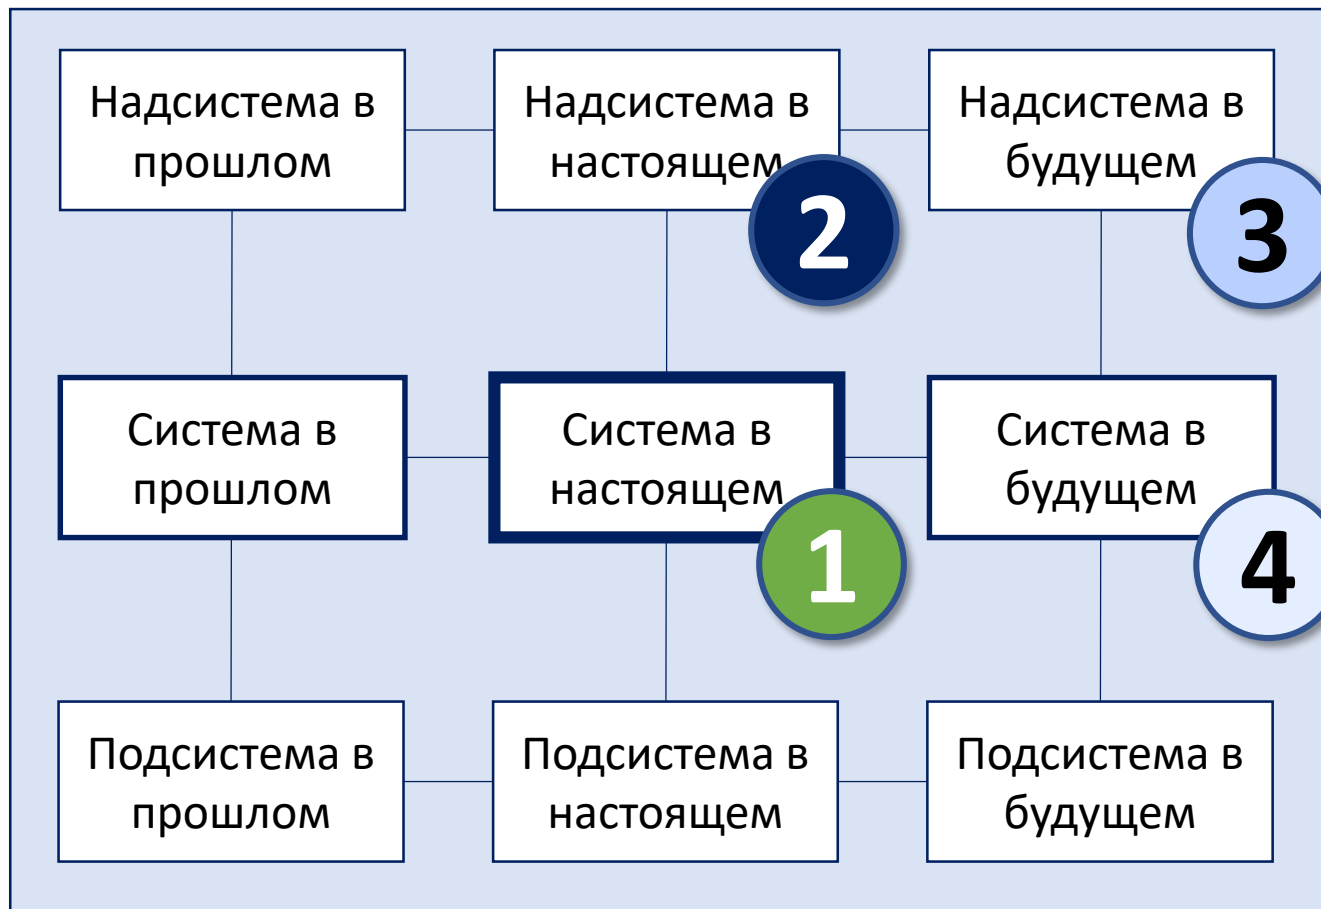 Надсистема в
прошлом
Надсистема в
настоящем
2
Надсистема в
будущем
3
Система в
прошлом
Система в
настоящем
1
Система в
будущем
4
Подсистема в
прошлом
Подсистема в
настоящем
Подсистема в
будущем